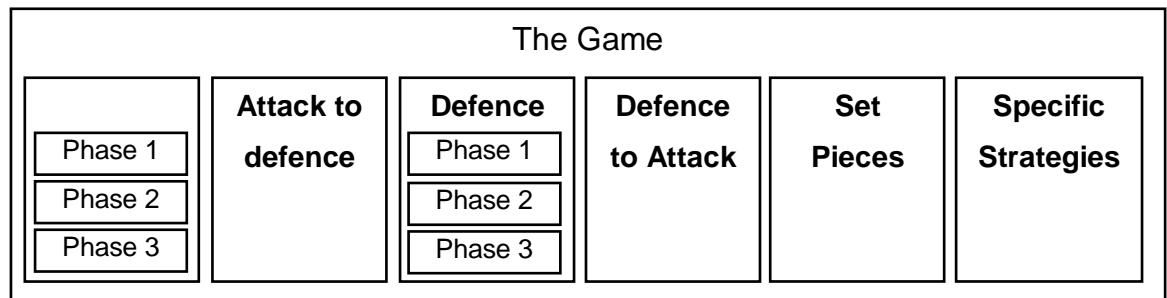 The Game
Phase 1
Phase 2
Phase 3
Attack to
defence
Defence
Phase 1
Phase 2
Phase 3
Defence
to Attack
Set
Pieces
Specific
Strategies